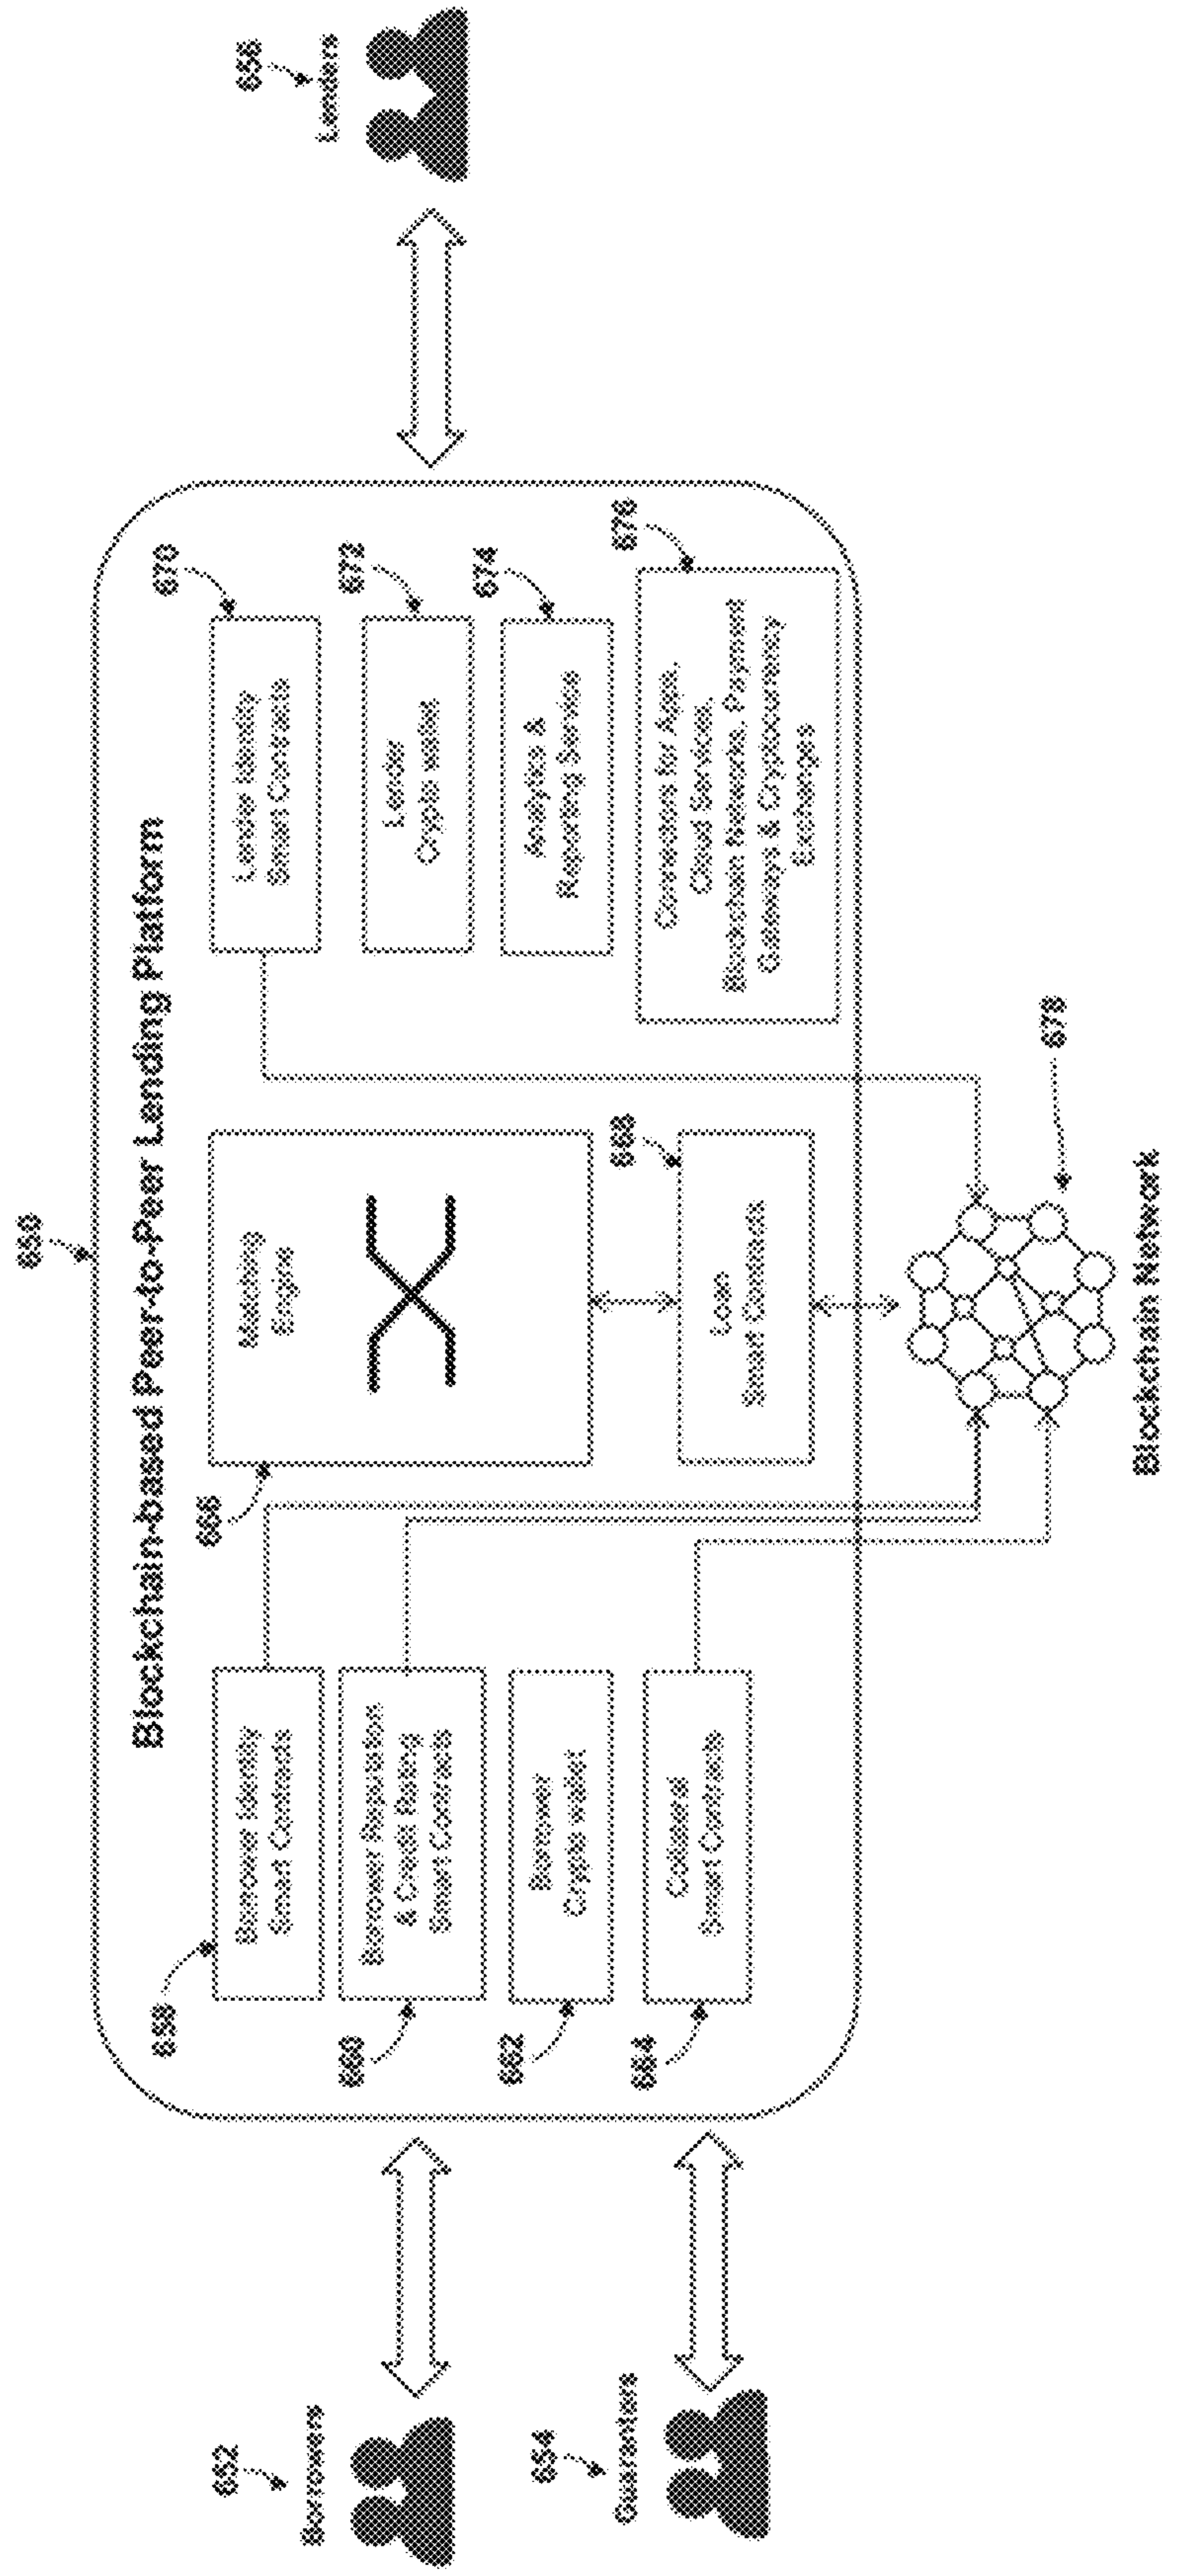 650
Blockchain-based Peer-to-Peer Lending Platform
652
Borrowers
654
Guarantors
658
Borrower Identity
Smart Contracts
660
Borrower Reputation
& Credit Rating
Smart Contracts
662
Borrower
Crypto wallet
664
Collateral
Smart Contracts
666
Matching
Engine
668
Loan
Smart Contracts
670
Lender Identity
Smart Contracts
672
Lender
Crypto wallet
674
Analytics &
Reporting Service
676
Connectors for Apps,
Cloud Services,
Blockchain Networks, Payment
Gateways & Cryptocurrency
Exchanges
656
Lenders
678
Blockchain Network